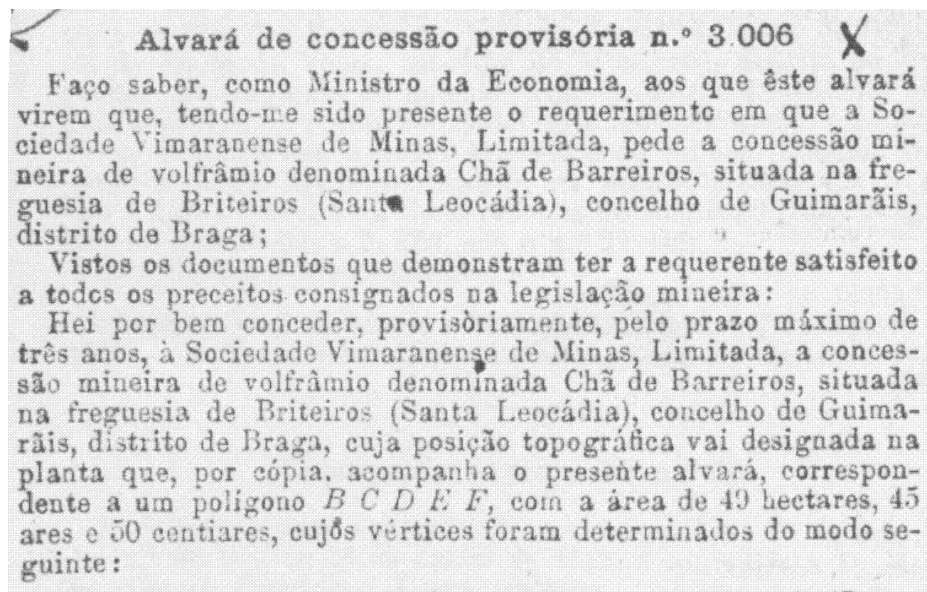 Alvará de concessão provisória n.º 3.006
Faço saber, como Ministro da Economia, aos que êste alvará
virem que, tendo-me sido presente o requerimento em que a So-
ciedade Vimaranense de Minas, Limitada, pede a concessão mi-
neira de volfrâmio denominada Chã de Barreiros, situada na fre-
guesia de Briteiros (Santa Leocádia), concelho de Guimarãis,
distrito de Braga;
Vistos os documentos que demonstram ter a requerente satisfeito
a todos os preceitos consignados na legislação mineira:
Hei por bem conceder, provisòriamente, pelo prazo máximo de
três anos, à Sociedade Vimaranense de Minas, Limitada, a conces-
são mineira de volfrâmio denominada Chã de Barreiros, situada
na freguesia de Briteiros (Santa Leocádia), concelho de Guima-
rãis, distrito de Braga, cuja posição topográfica vai designada na
planta que, por cópia, acompanha o presente alvará, correspon-
dente a um polígono B C D E F, com a área de 49 hectares, 45
ares e 50 centiares, cujos vértices foram determinados do modo se-
guinte: